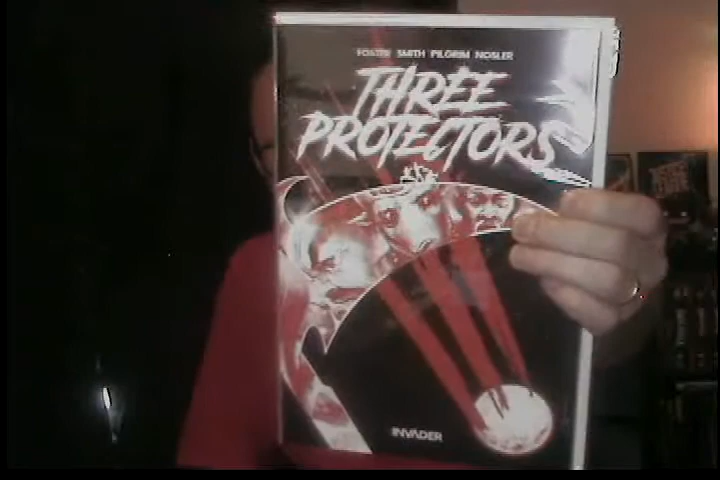 FOSTER SMITH PILGRIM NOSLER
THREE
PROTECTORS
INVADER